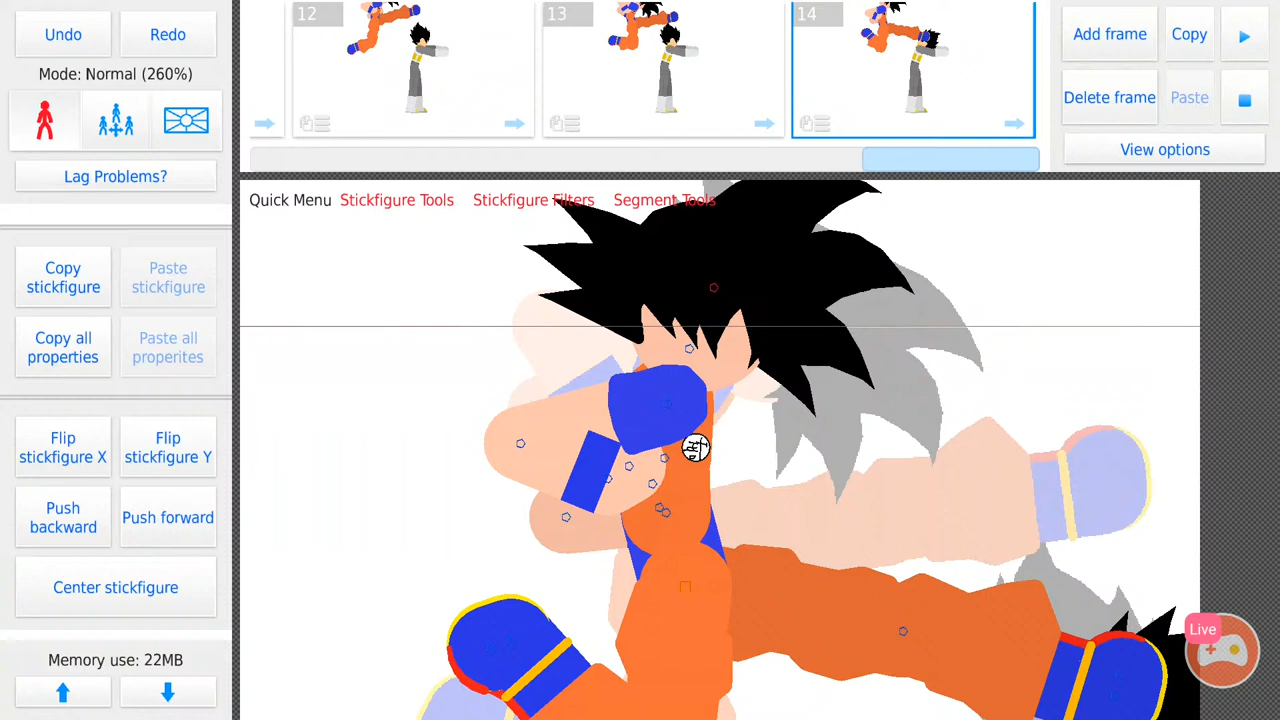 Undo
Redo
Mode: Normal (260%)
Lag Problems?
Copy stickfigure
Paste stickfigure
Copy all properties
Paste all properites
Flip stickfigure X
Flip stickfigure Y
Push backward
Push forward
Center stickfigure
Memory use: 22MB
12
13
14
Add frame
Copy
Delete frame
Paste
View options
Quick Menu
Stickfigure Tools
Stickfigure Filters
Segment Tools
Live